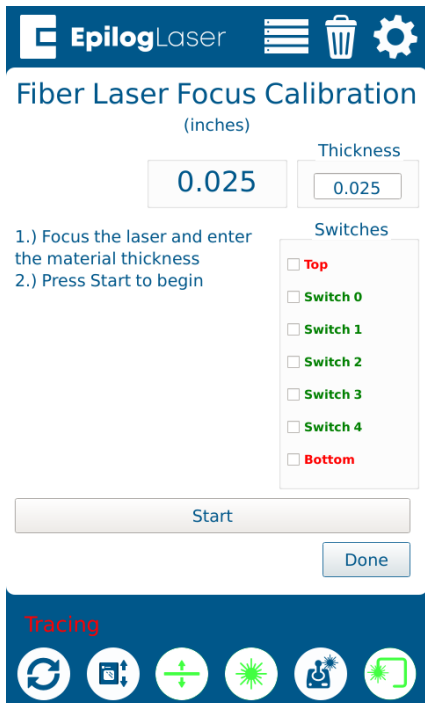 EpilogLaser
Fiber Laser Focus Calibration
(inches)
Thickness
0.025
0.025
1.) Focus the laser and enter
the material thickness
2.) Press Start to begin
Switches
Top
Switch 0
Switch 1
Switch 2
Switch 3
Switch 4
Bottom
Start
Done
Tracing